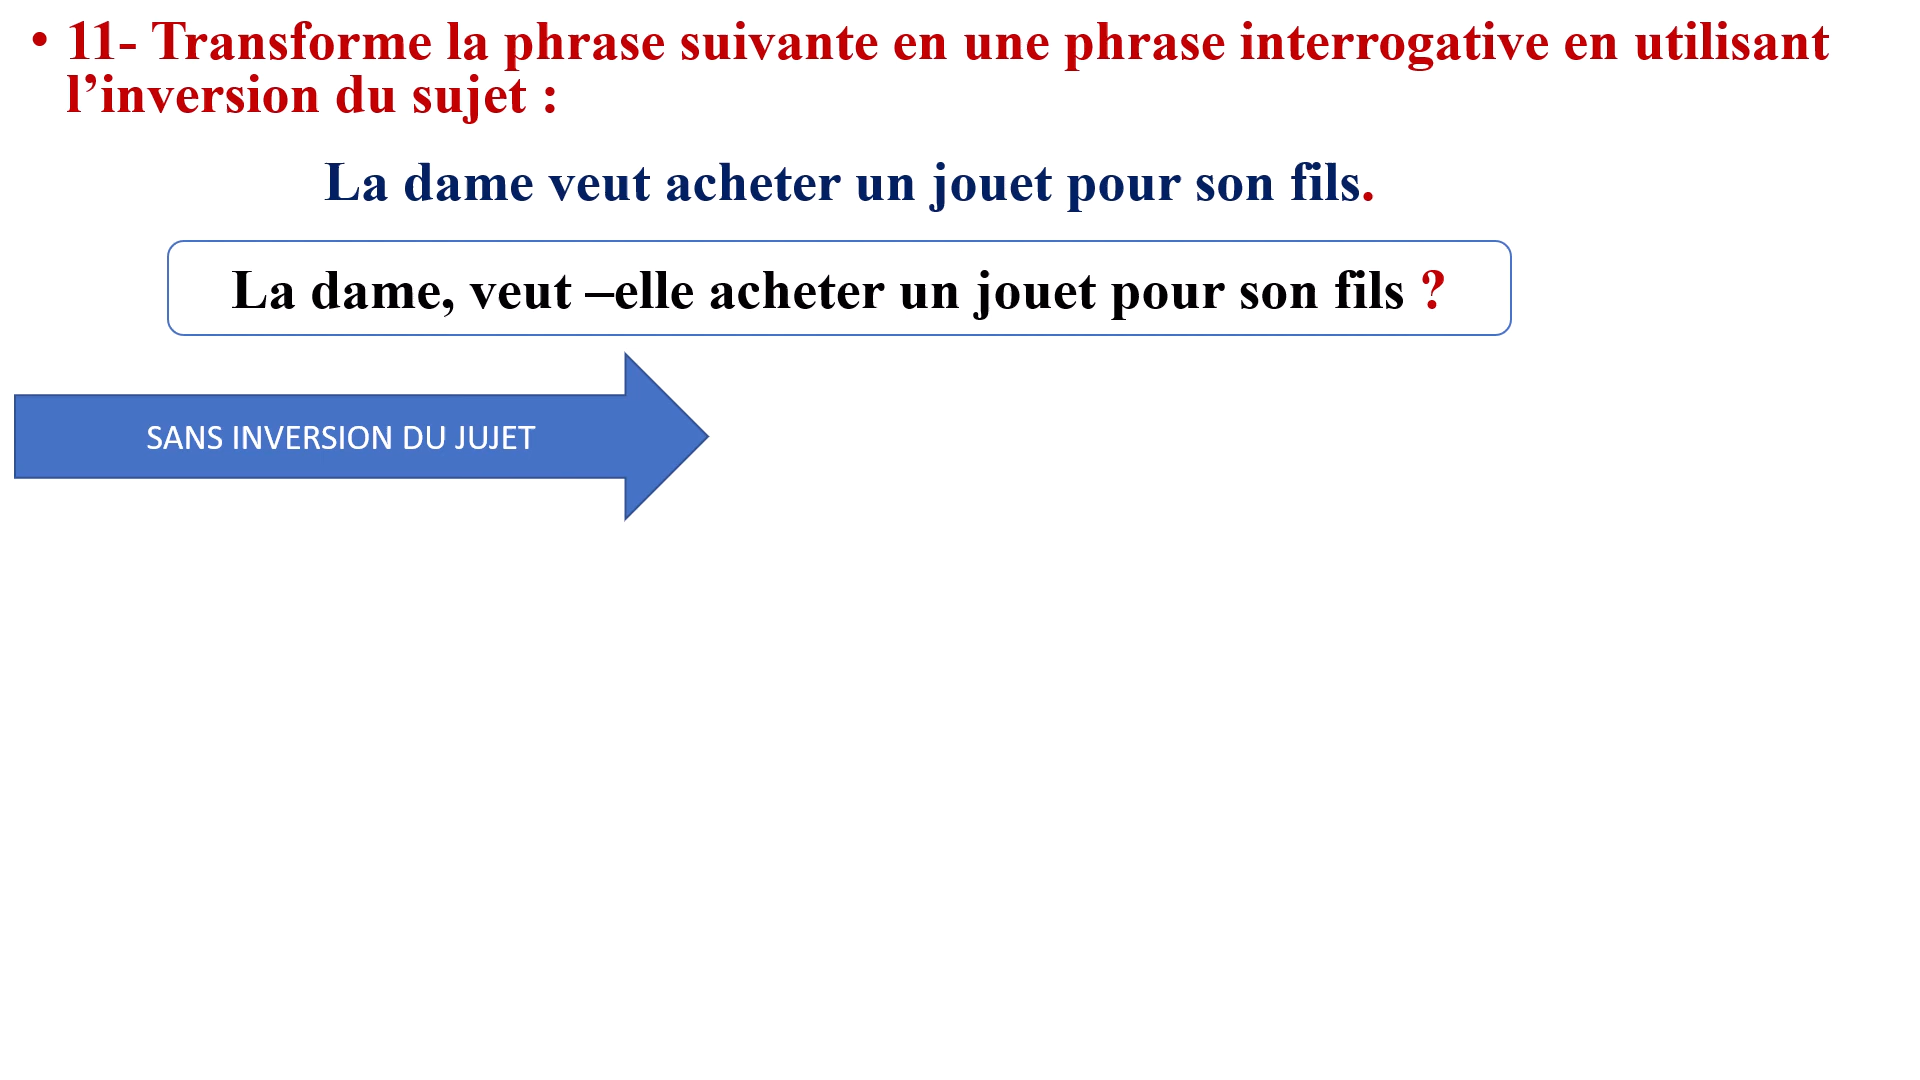 • 11- Transforme la phrase suivante en une phrase interrogative en utilisant
l’inversion du sujet :
La dame veut acheter un jouet pour son fils.
La dame, veut –elle acheter un jouet pour son fils ?
SANS INVERSION DU JUJET